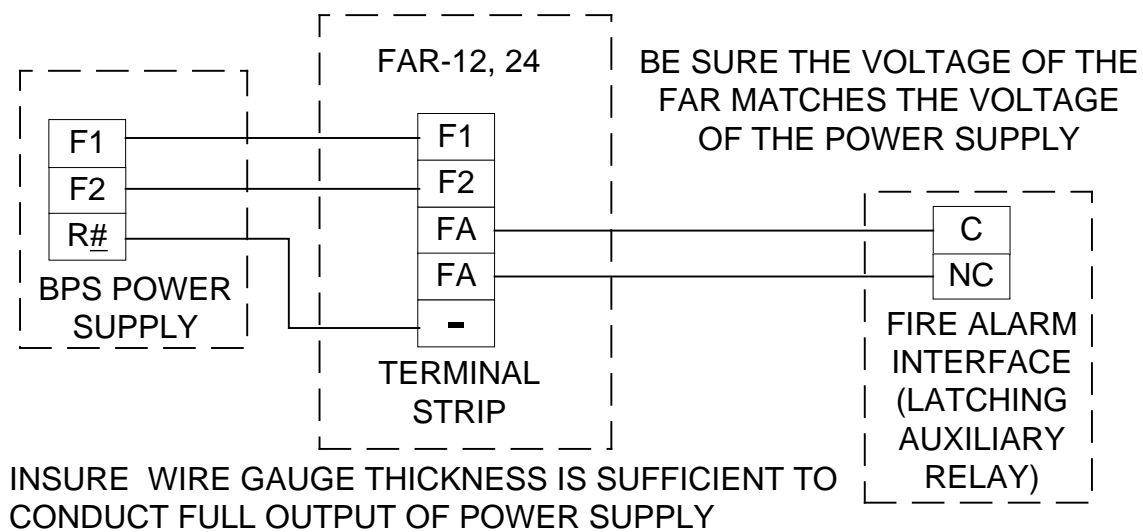 FAR-12, 24
BE SURE THE VOLTAGE OF THE
FAR MATCHES THE VOLTAGE
OF THE POWER SUPPLY
F1
F2
R#
BPS POWER
SUPPLY
F1
F2
FA
FA
-
TERMINAL
STRIP
C
NC
FIRE ALARM
INTERFACE
(LATCHING
AUXILIARY
RELAY)
INSURE WIRE GAUGE THICKNESS IS SUFFICIENT TO
CONDUCT FULL OUTPUT OF POWER SUPPLY